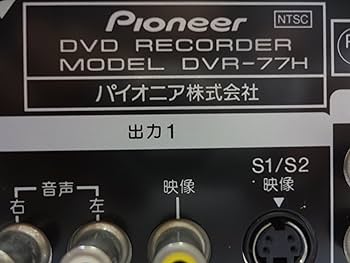 Pioneer NTSC
DVD RECORDER
MODEL DVR-77H
パイオニア株式会社
出力1
S1/S2
音声 映像 映像
右 左